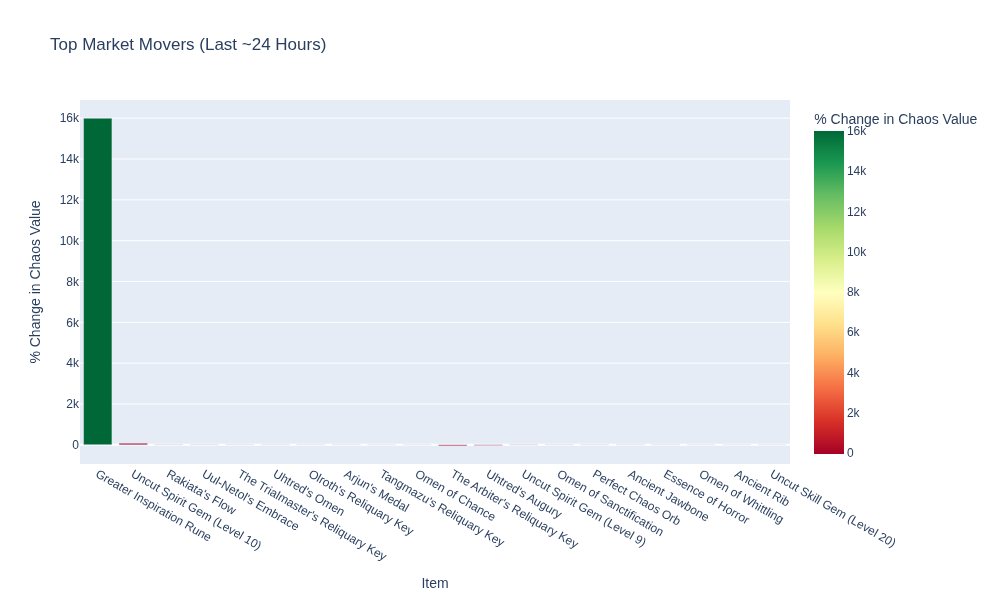 Top Market Movers (Last ~24 Hours)
% Change in Chaos Value
16k
14k
12k
10k
8k
6k
4k
2k
0
% Change in Chaos Value
16k
14k
12k
10k
8k
6k
4k
2k
0
Greater Inspiration Rune
Uncut Spirit Gem (Level 10)
Rakiata's Flow
Uul-Netol's Embrace
The Trialmaster's Reliquary Key
Uhtred's Omen
Olroth's Reliquary Key
Arjun's Medal
Tangmazu's Reliquary Key
Omen of Chance
The Arbiter's Reliquary Key
Uhtred's Augury
Uncut Spirit Gem (Level 9)
Omen of Sanctification
Perfect Chaos Orb
Ancient Jawbone
Essence of Horror
Omen of Whittling
Ancient Rib
Uncut Skill Gem (Level 20)
Item